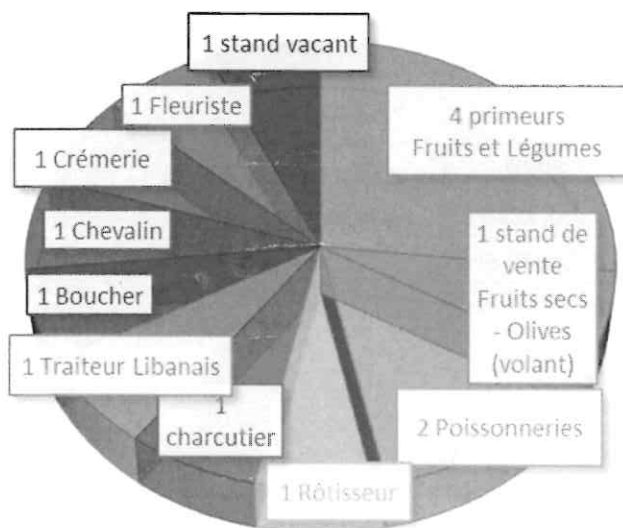 1 stand vacant
4 primeurs
Fruits et Légumes
1 stand de
vente
Fruits secs
- Olives
(volant)
2 Poissonneries
1 Rôtisseur
1
charcutier
1 Traiteur Libanais
1 Boucher
1 Chevalin
1 Crémerie
1 Fleuriste